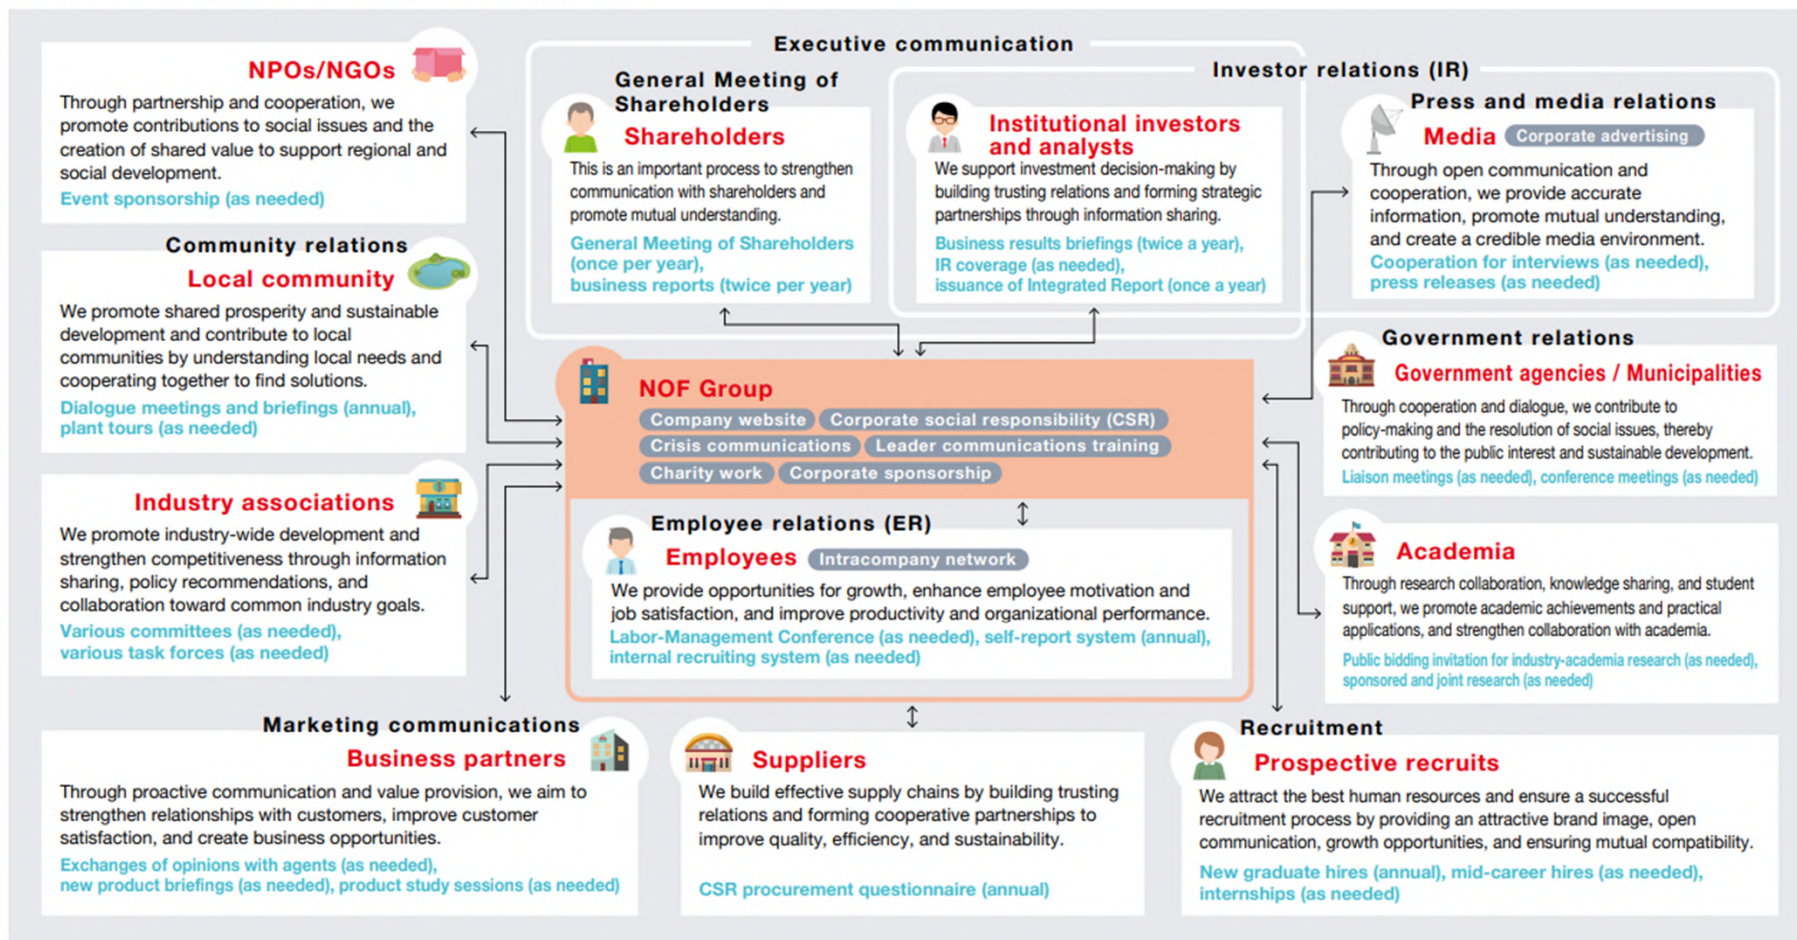 Executive communication
Investor relations (IR)
NPOs/NGOs
Through partnership and cooperation, we
promote contributions to social issues and the
creation of shared value to support regional and
social development.
Event sponsorship (as needed)
General Meeting of
Shareholders
Shareholders
This is an important process to strengthen
communication with shareholders and
promote mutual understanding.
General Meeting of Shareholders
(once per year),
business reports (twice per year)
Institutional investors
and analysts
We support investment decision-making by
building trusting relations and forming strategic
partnerships through information sharing.
Business results briefings (twice a year),
IR coverage (as needed),
issuance of Integrated Report (once a year)
Press and media relations
Media
Corporate advertising
Through open communication and
cooperation, we provide accurate
information, promote mutual understanding,
and create a credible media environment.
Cooperation for interviews (as needed),
press releases (as needed)
Community relations
Local community
We promote shared prosperity and sustainable
development and contribute to local
communities by understanding local needs and
cooperating together to find solutions.
Dialogue meetings and briefings (annual),
plant tours (as needed)
NOF Group
Company website
Corporate social responsibility (CSR)
Crisis communications
Leader communications training
Charity work
Corporate sponsorship
Government relations
Government agencies / Municipalities
Through cooperation and dialogue, we contribute to
policy-making and the resolution of social issues, thereby
contributing to the public interest and sustainable development.
Liaison meetings (as needed), conference meetings (as needed)
Industry associations
We promote industry-wide development and
strengthen competitiveness through information
sharing, policy recommendations, and
collaboration toward common industry goals.
Various committees (as needed),
various task forces (as needed)
Employee relations (ER)
Employees
Intracompany network
We provide opportunities for growth, enhance employee motivation and
job satisfaction, and improve productivity and organizational performance.
Labor-Management Conference (as needed), self-report system (annual),
internal recruiting system (as needed)
Academia
Through research collaboration, knowledge sharing, and student
support, we promote academic achievements and practical
applications, and strengthen collaboration with academia.
Public bidding invitation for industry-academia research (as needed),
sponsored and joint research (as needed)
Marketing communications
Business partners
Through proactive communication and value provision, we aim to
strengthen relationships with customers, improve customer
satisfaction, and create business opportunities.
Exchanges of opinions with agents (as needed),
new product briefings (as needed), product study sessions (as needed)
Suppliers
We build effective supply chains by building trusting
relations and forming cooperative partnerships to
improve quality, efficiency, and sustainability.
CSR procurement questionnaire (annual)
Recruitment
Prospective recruits
We attract the best human resources and ensure a successful
recruitment process by providing an attractive brand image, open
communication, growth opportunities, and ensuring mutual compatibility.
New graduate hires (annual), mid-career hires (as needed),
internships (as needed)